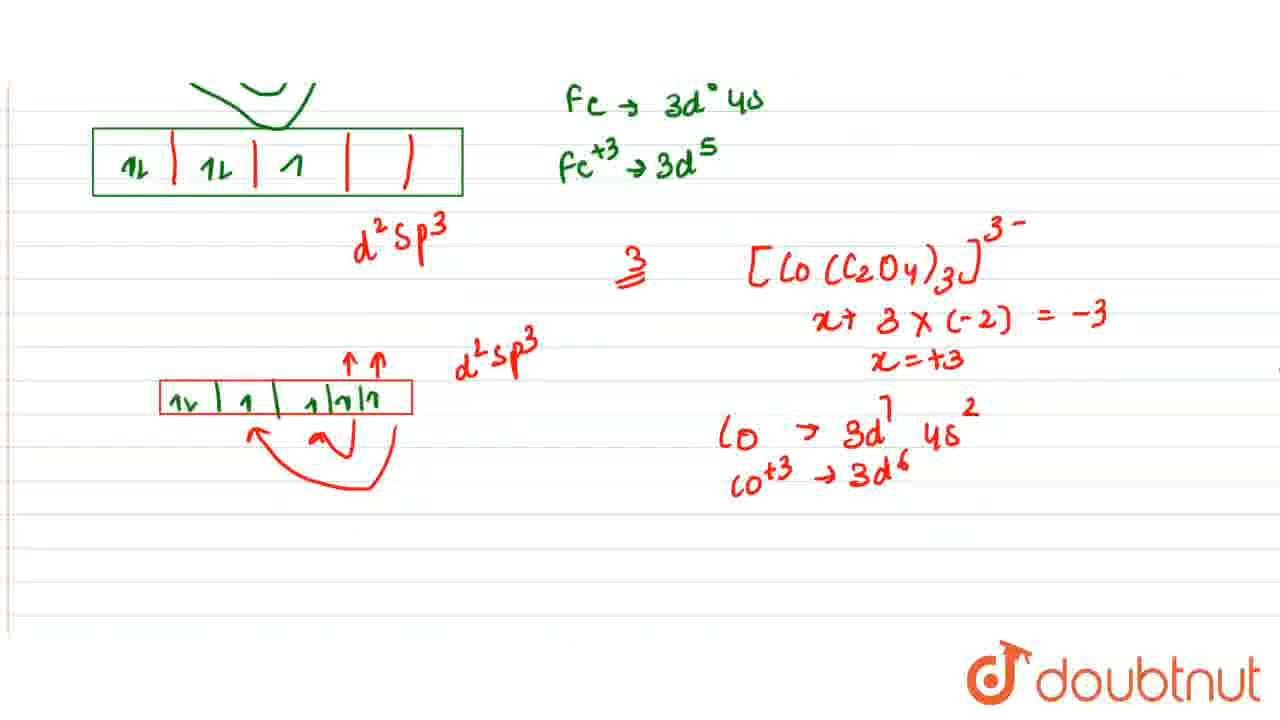 Fe → 3d° 4s
Fe⁺³ → 3d⁵
1L | 1L | 1 | |
d²sp³
3
[Co(C₂O₄)₃]³⁻
x + 3 × (-2) = -3
x = +3
d²sp³
↑ ↑
1L | 1 | 1 | 1 | 1
Co → 3d⁷ 4s²
Co⁺³ → 3d⁶
doubtnut